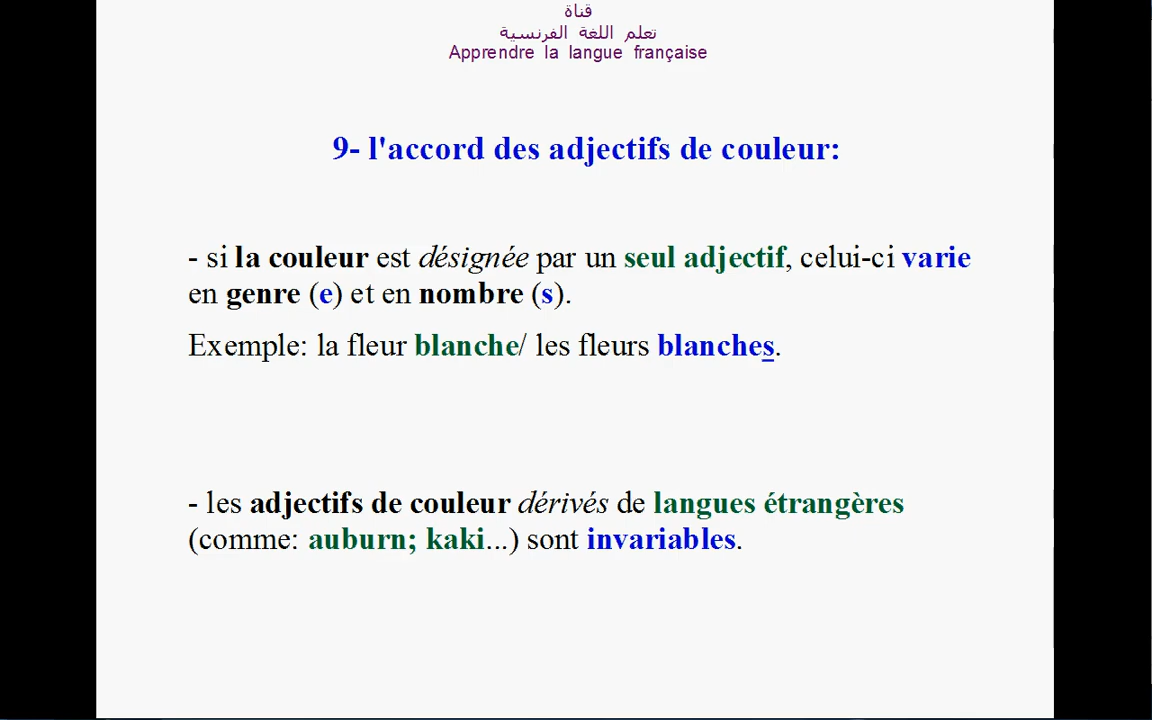 قناة
تعلم اللغة الفرنسية
Apprendre la langue française
9- l'accord des adjectifs de couleur:
- si la couleur est désignée par un seul adjectif, celui-ci varie
en genre (e) et en nombre (s).
Exemple: la fleur blanche/ les fleurs blanches.
- les adjectifs de couleur dérivés de langues étrangères
(comme: auburn; kaki...) sont invariables.